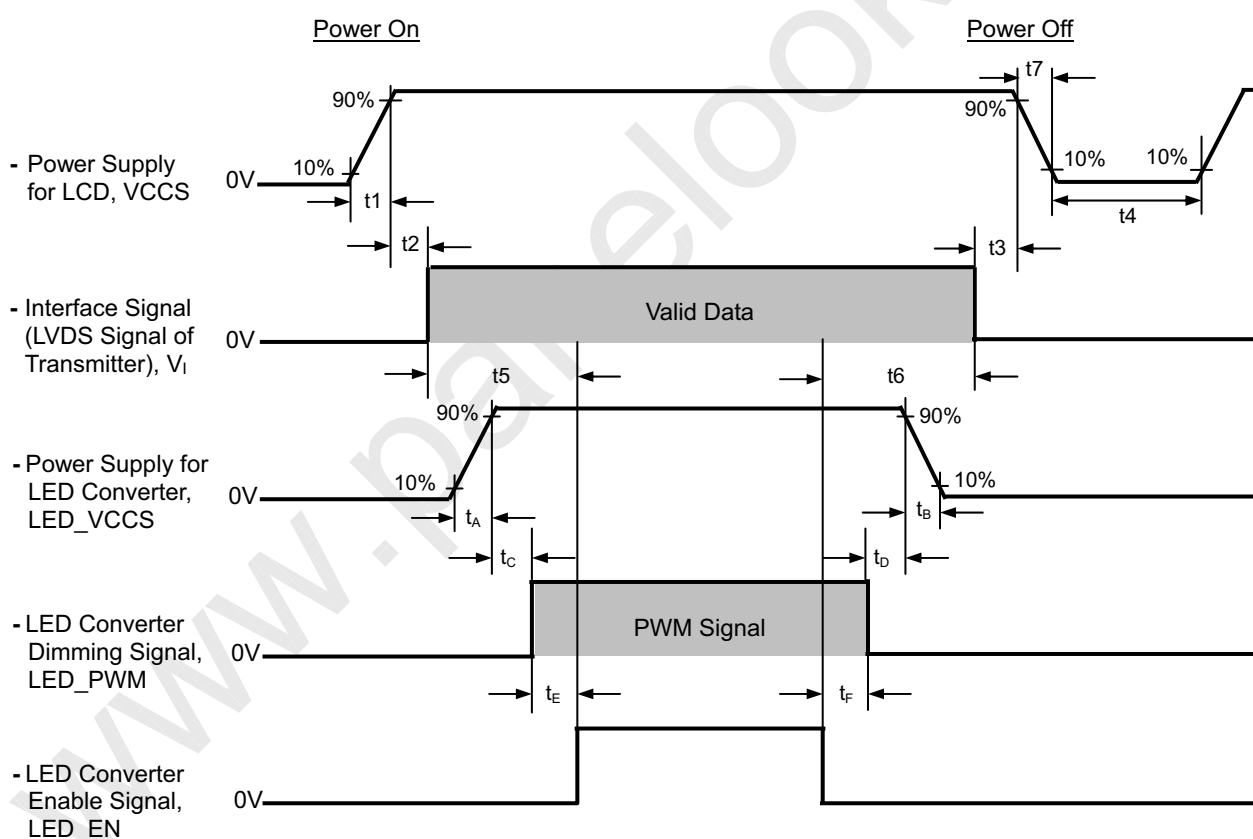 Power On
Power Off
t7
90%
90%
- Power Supply
for LCD, VCCS
10%
10%
10%
0V
t1
t4
t2
t3
- Interface Signal
(LVDS Signal of
Transmitter), VI
Valid Data
0V
t5
t6
90%
90%
- Power Supply for
LED Converter,
LED_VCCS
10%
10%
0V
tA
tB
tC
tD
- LED Converter
Dimming Signal,
LED_PWM
PWM Signal
0V
tE
tF
- LED Converter
Enable Signal,
LED_EN
0V